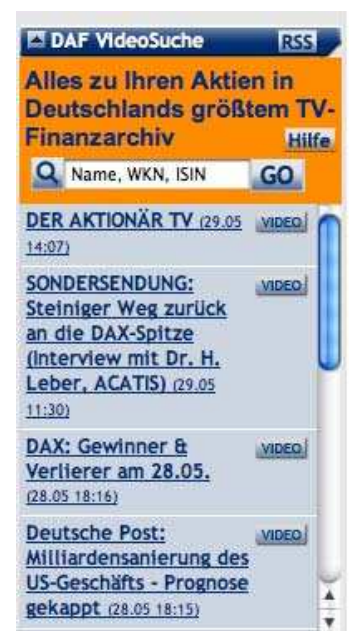 DAF VideoSuche RSS
Alles zu Ihren Aktien in
Deutschlands größtem TV-
Finanzarchiv Hilfe
Name, WKN, ISIN GO
DER AKTIONÄR TV (29.05 VIDEO
14:07)
SONDERSENDUNG: VIDEO
Steiniger Weg zurück
an die DAX-Spitze
(Interview mit Dr. H.
Leber, ACATIS) (29.05
11:30)
DAX: Gewinner & VIDEO
Verlierer am 28.05.
(28.05 18:16)
Deutsche Post: VIDEO
Milliardensanierung des
US-Geschäfts - Prognose
gekappt (28.05 18:15)